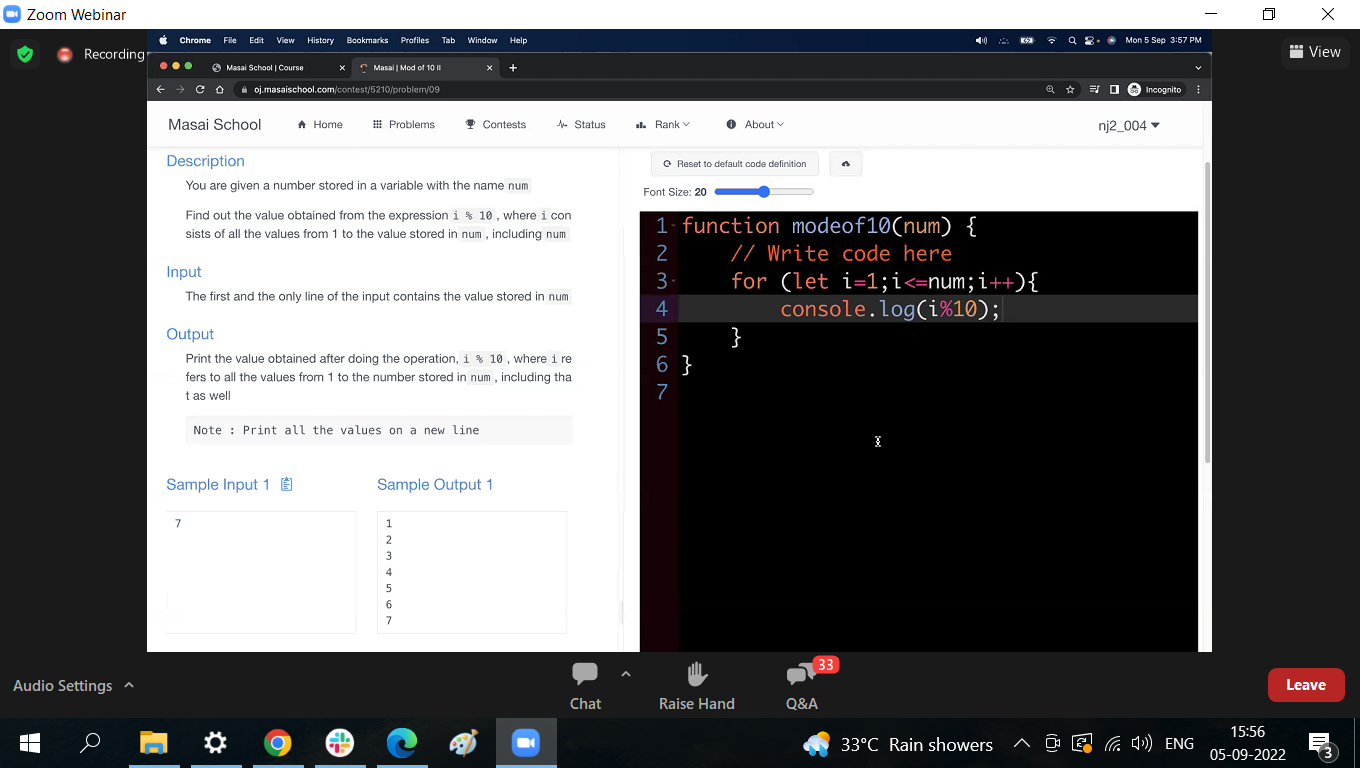 Zoom Webinar
Recording
Chrome File Edit View History Bookmarks Profiles Tab Window Help
Mon 5 Sep 3:57 PM
View
Masai School | Course
Masai | Mod of 10 II
oj.masaischool.com/contest/5210/problem/09
Incognito
Masai School
Home
Problems
Contests
Status
Rank
About
nj2_004
Description
You are given a number stored in a variable with the name num
Find out the value obtained from the expression i % 10 , where i con
sists of all the values from 1 to the value stored in num , including num
Input
The first and the only line of the input contains the value stored in num
Output
Print the value obtained after doing the operation, i % 10 , where i re
fers to all the values from 1 to the number stored in num , including tha
t as well
Note : Print all the values on a new line
Sample Input 1
Sample Output 1
7
1
2
3
4
5
6
7
Reset to default code definition
Font Size: 20
1 function modeof10(num) {
2 // Write code here
3 for (let i=1;i<=num;i++){
4 console.log(i%10);
5 }
6 }
7
Audio Settings
Chat
Raise Hand
Q&A
33
Leave
33°C Rain showers
ENG
15:56
05-09-2022
3